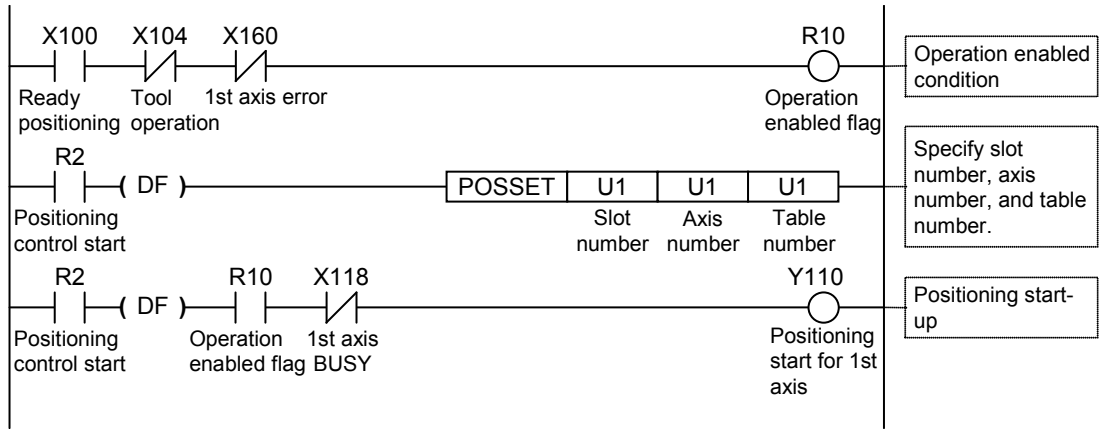 X100 X104 X160 R10
Ready positioning
Tool operation
1st axis error
Operation enabled flag
Operation enabled
condition
R2
( DF )
POSSET U1 U1 U1
Positioning
control start
Slot
number
Axis
number
Table
number
Specify slot
number, axis
number, and table
number.
R2 R10 X118 Y110
( DF )
Positioning
control start
Operation
enabled flag
1st axis
BUSY
Positioning
start for 1st
axis
Positioning start-
up